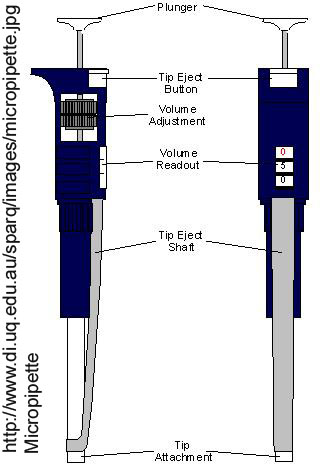 Plunger
Tip Eject
Button
Volume
Adjustment
Volume
Readout
0
5
0
Tip Eject
Shaft
Tip
Attachment
http://www.di.uq.edu.au/sparq/images/micropipette.jpg
Micropipette